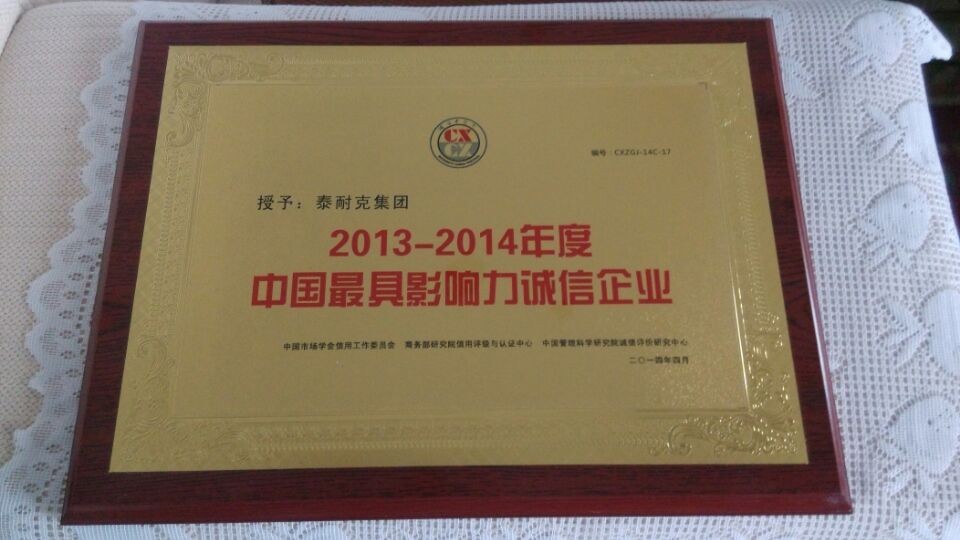 CX
编号：CXZGJ-14C-17
授予：泰耐克集团
2013-2014年度
中国最具影响力诚信企业
中国市场学会信用工作委员会 商务部研究院信用评级与认证中心 中国管理科学研究院诚信评价研究中心
二〇一四年四月